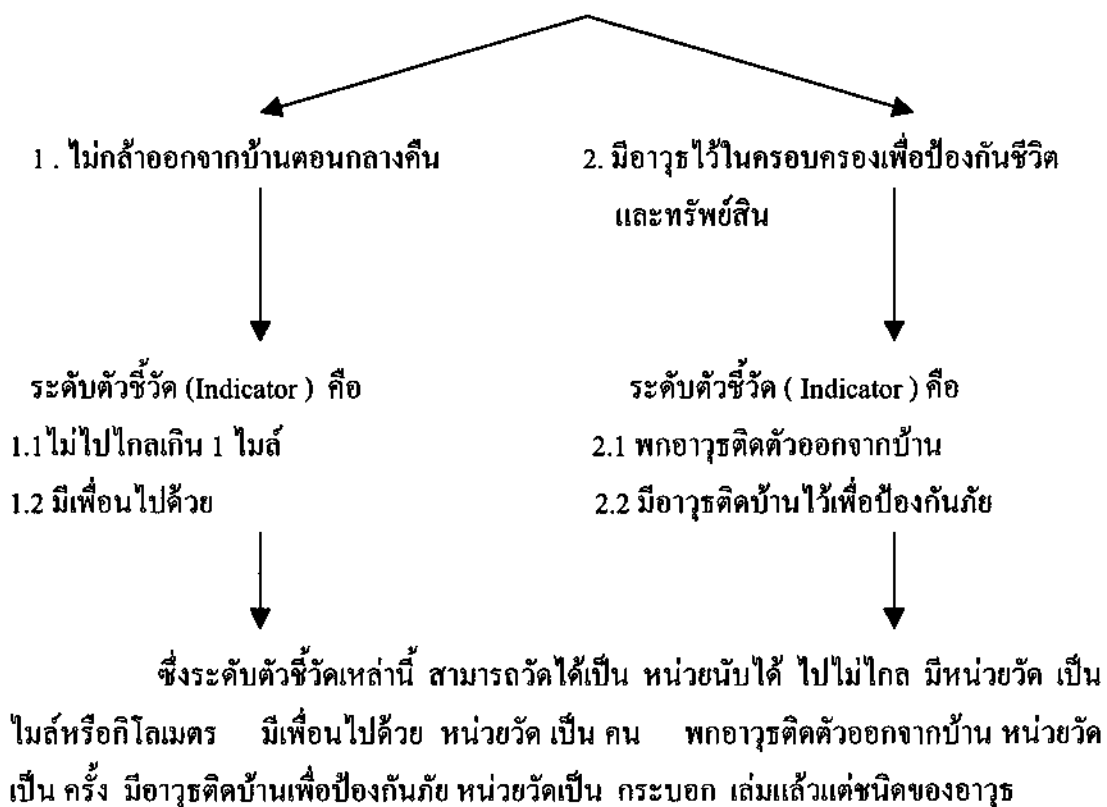 1 . ไม่กล้าออกจากบ้านตอนกลางคืน
2. มีอาวุธไว้ในครอบครองเพื่อป้องกันชีวิต
และทรัพย์สิน
ระดับตัวชี้วัด (Indicator ) คือ
1.1 ไม่ไปไกลเกิน 1 ไมล์
1.2 มีเพื่อนไปด้วย
ระดับตัวชี้วัด ( Indicator ) คือ
2.1 พกอาวุธติดตัวออกจากบ้าน
2.2 มีอาวุธติดบ้านไว้เพื่อป้องกันภัย
ซึ่งระดับตัวชี้วัดเหล่านี้ สามารถวัดได้เป็น หน่วยนับได้ ไปไม่ไกล มีหน่วยวัด เป็น
ไมล์หรือกิโลเมตร มีเพื่อนไปด้วย หน่วยวัด เป็น คน พกอาวุธติดตัวออกจากบ้าน หน่วยวัด
เป็น ครั้ง มีอาวุธติดบ้านเพื่อป้องกันภัย หน่วยวัดเป็น กระบอก เล่มแล้วแต่ชนิดของอาวุธ